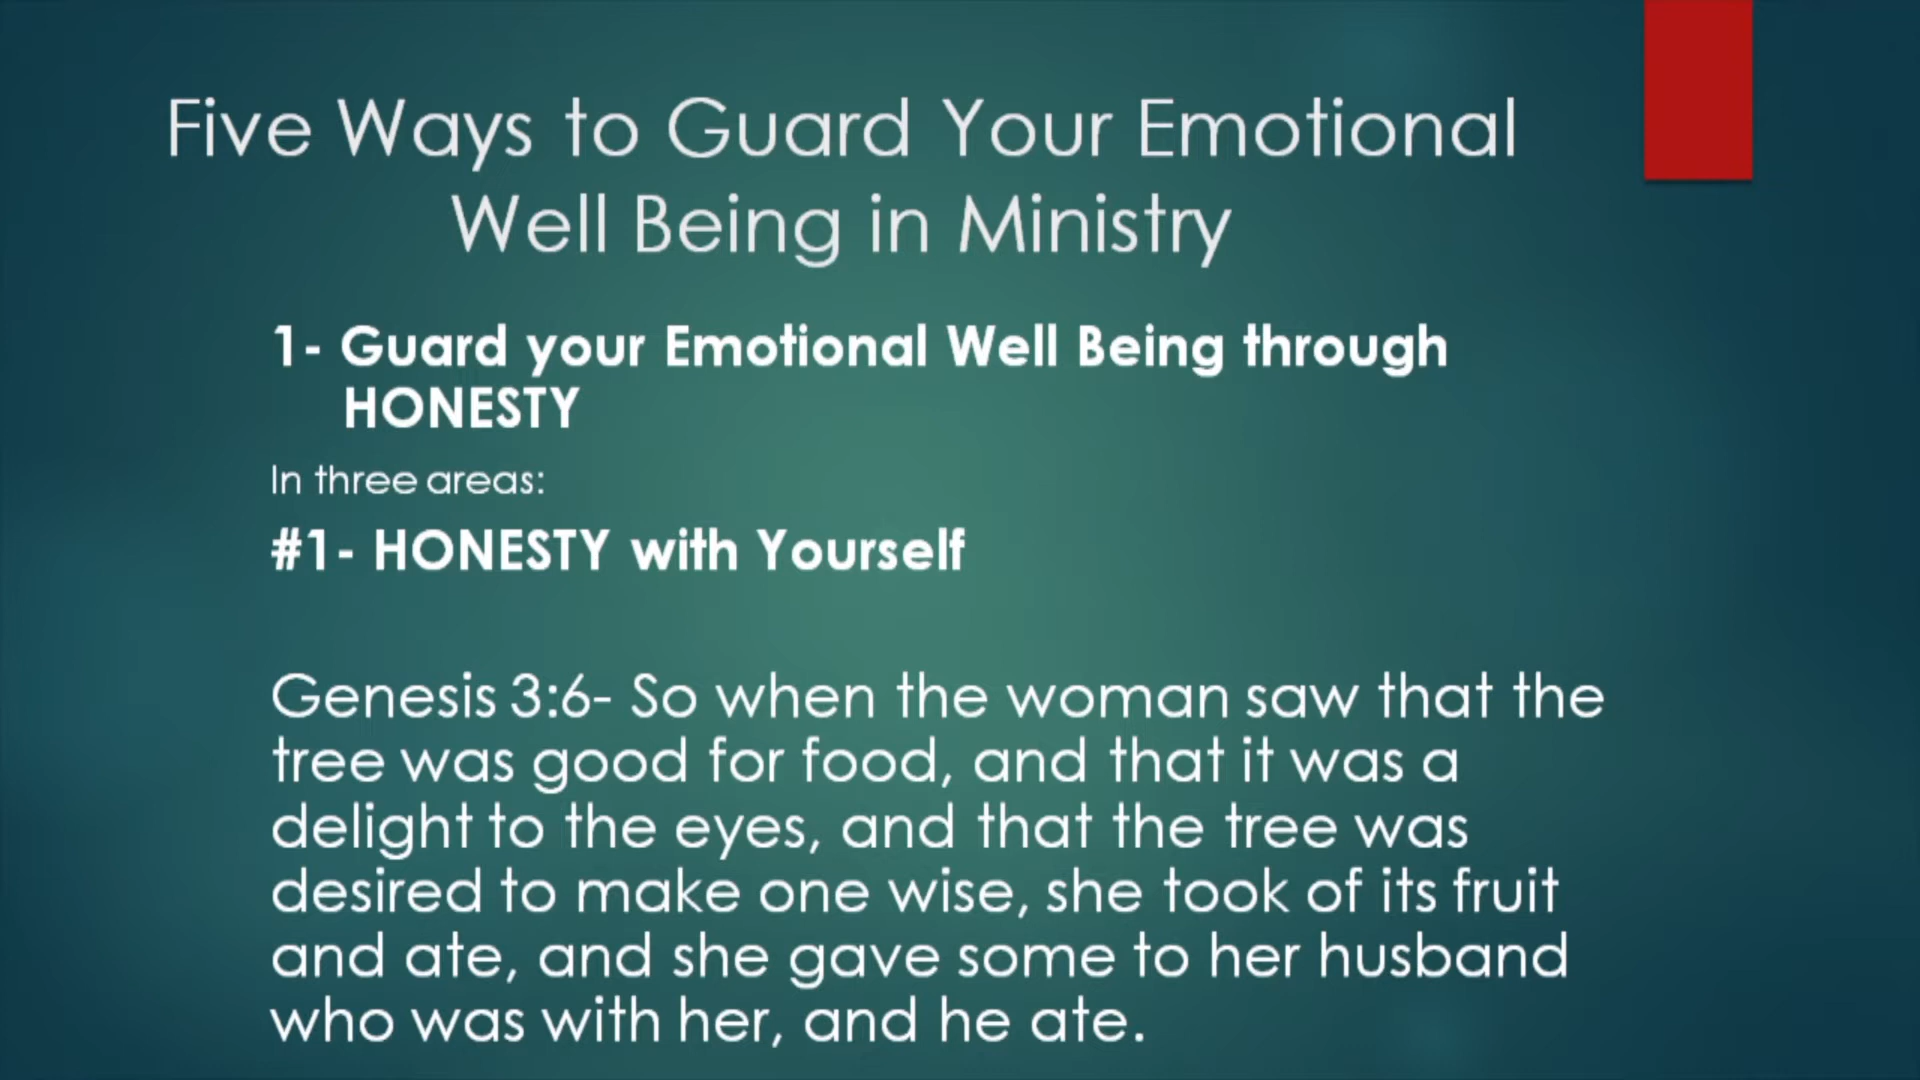 Five Ways to Guard Your Emotional
Well Being in Ministry
1- Guard your Emotional Well Being through
HONESTY
In three areas:
#1- HONESTY with Yourself
Genesis 3:6- So when the woman saw that the
tree was good for food, and that it was a
delight to the eyes, and that the tree was
desired to make one wise, she took of its fruit
and ate, and she gave some to her husband
who was with her, and he ate.